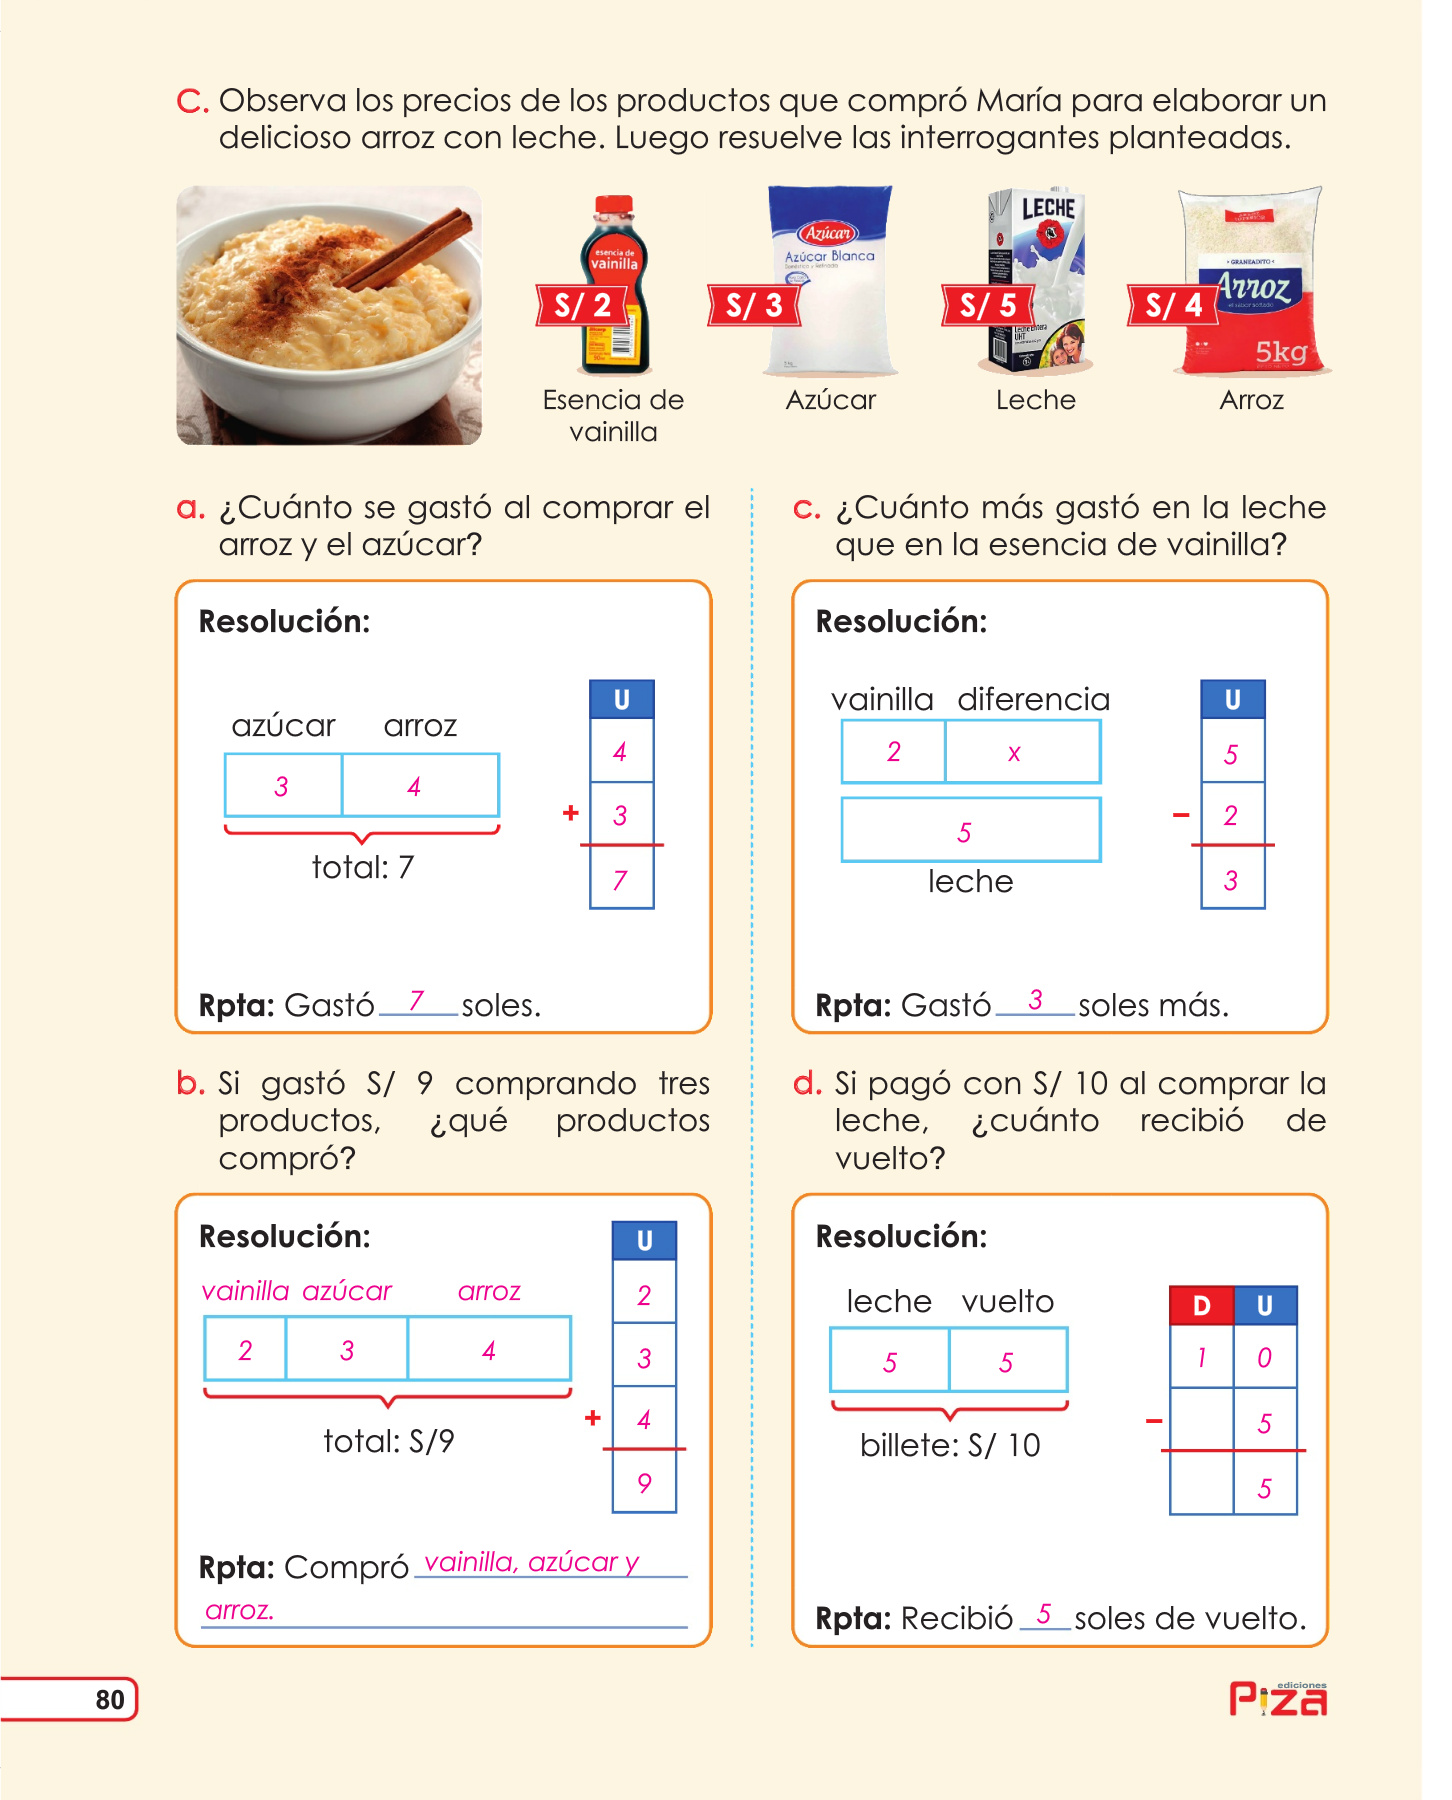 C. Observa los precios de los productos que compró María para elaborar un
delicioso arroz con leche. Luego resuelve las interrogantes planteadas.
esencia de
vainilla
Azúcar
Azúcar Blanca
LECHE
Leche Entera
UHT
GRANEADITO
Arroz
5kg
S/ 2
S/ 3
S/ 5
S/ 4
Esencia de
vainilla
Azúcar
Leche
Arroz
a. ¿Cuánto se gastó al comprar el
arroz y el azúcar?
Resolución:
azúcar arroz
3 4
total: 7
U
4
+ 3
7
Rpta: Gastó 7 soles.
b. Si gastó S/ 9 comprando tres
productos, ¿qué productos
compró?
Resolución:
vainilla azúcar arroz
2 3 4
total: S/9
U
2
3
+ 4
9
Rpta: Compró vainilla, azúcar y
arroz.
c. ¿Cuánto más gastó en la leche
que en la esencia de vainilla?
Resolución:
vainilla diferencia
2 x
5
leche
U
5
– 2
3
Rpta: Gastó 3 soles más.
d. Si pagó con S/ 10 al comprar la
leche, ¿cuánto recibió de
vuelto?
Resolución:
leche vuelto
5 5
billete: S/ 10
D U
1 0
– 5
5
Rpta: Recibió 5 soles de vuelto.
80
ediciones
Piza